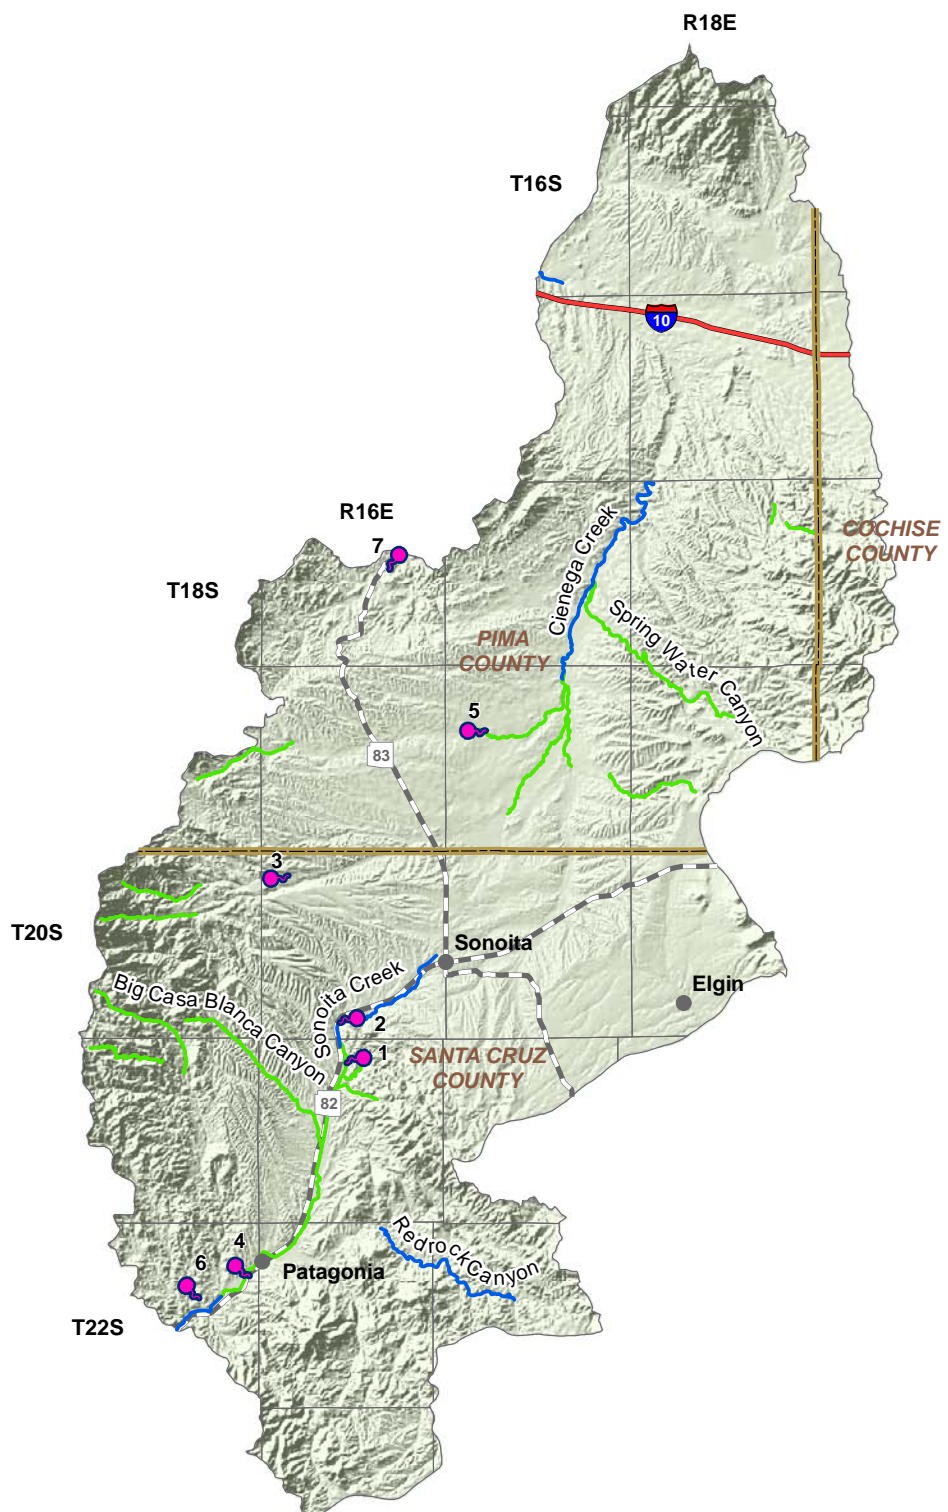 R18E
T16S
10
R16E
7
COCHISE
COUNTY
Cienega Creek
T18S
Spring Water Canyon
PIMA
COUNTY
5
83
3
T20S
Sonoita
Big Casa Blanca Canyon
Sonoita Creek
Elgin
2
1
SANTA CRUZ
COUNTY
82
Redrock Canyon
4
6
Patagonia
T22S